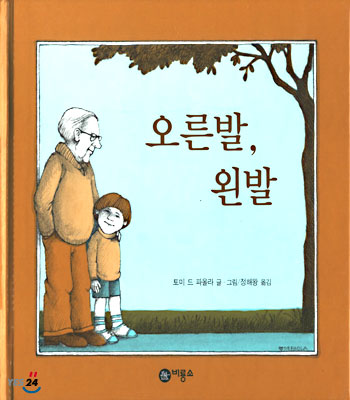 오른발,
왼발
토미 드 파올라 글·그림/정해왕 옮김
비룡소
yes24